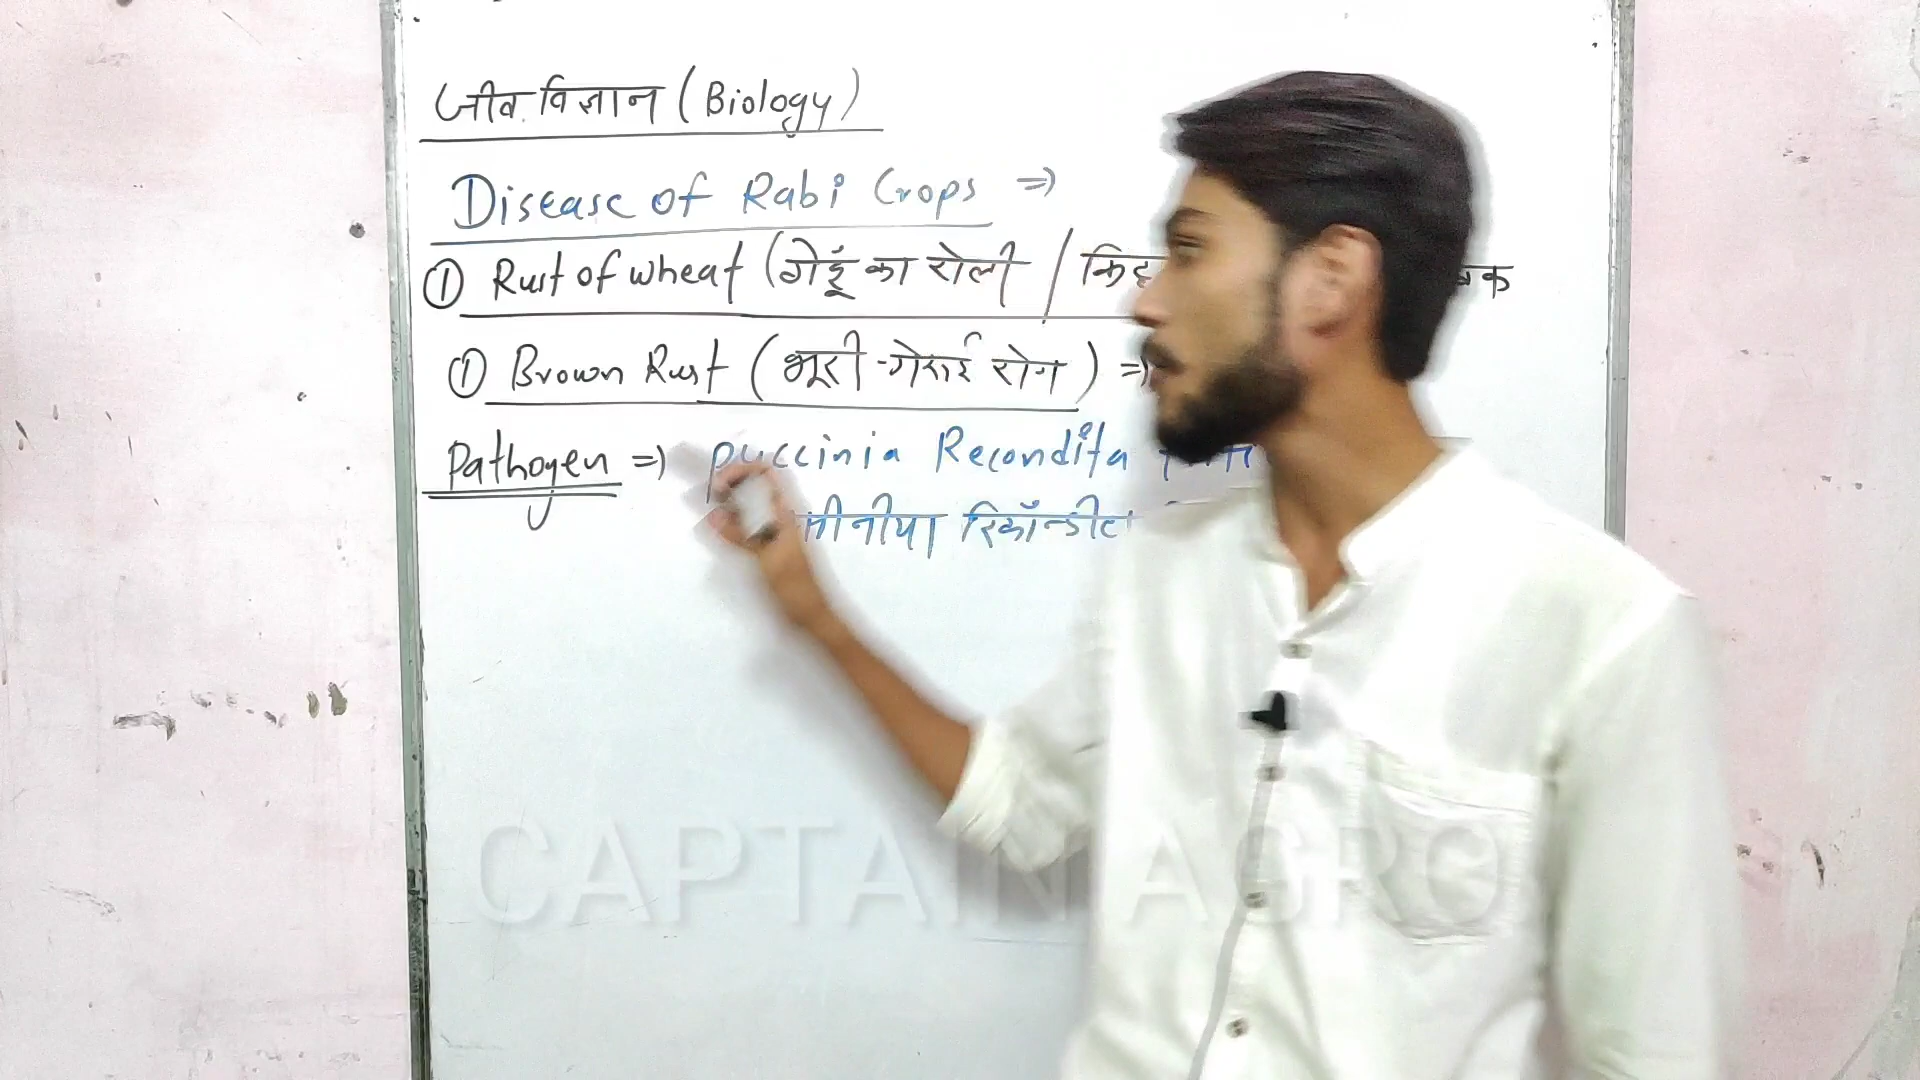 जीव विज्ञान (Biology)
Disease of Rabi Crops ⇒
① Rust of wheat (गेहूं का रोली /
① Brown Rust (भूरी-गेरुई रोग) ⇒
Pathogen ⇒ Puccinia Recondita
रिकॉन्डीटा
CAPTAIN AGRO